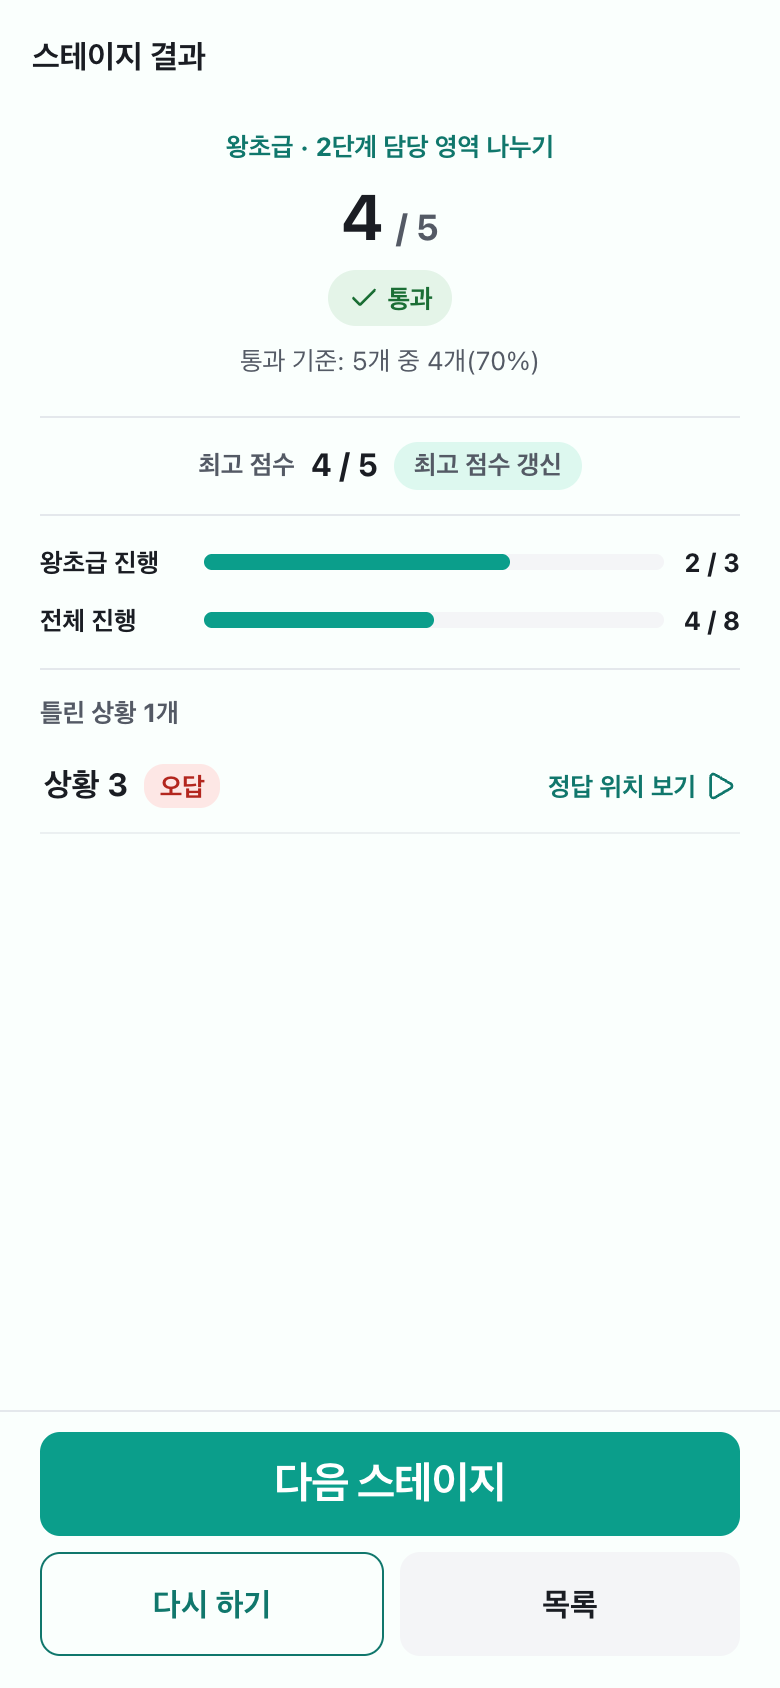 스테이지 결과
왕초급 · 2단계 담당 영역 나누기
4 / 5
통과
통과 기준: 5개 중 4개(70%)
최고 점수 4 / 5 최고 점수 갱신
왕초급 진행 2 / 3
전체 진행 4 / 8
틀린 상황 1개
상황 3 오답 정답 위치 보기
다음 스테이지
다시 하기 목록